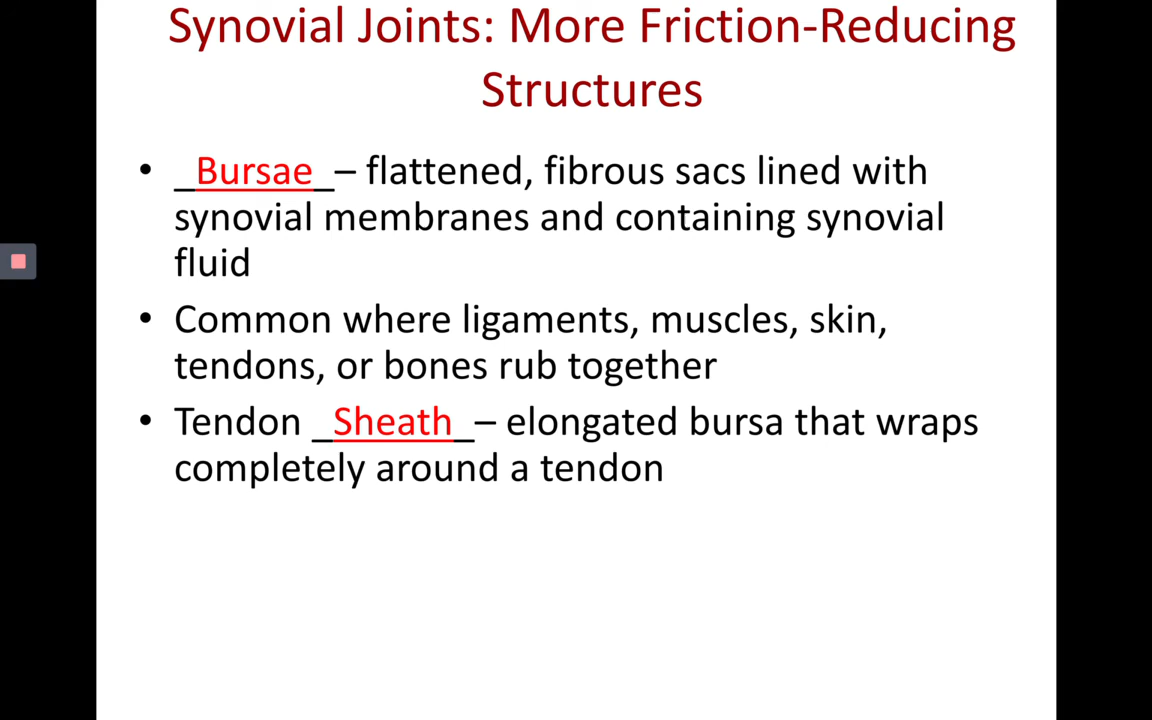 Synovial Joints: More Friction-Reducing
Structures
• _Bursae_– flattened, fibrous sacs lined with
synovial membranes and containing synovial
fluid
• Common where ligaments, muscles, skin,
tendons, or bones rub together
• Tendon _Sheath_– elongated bursa that wraps
completely around a tendon